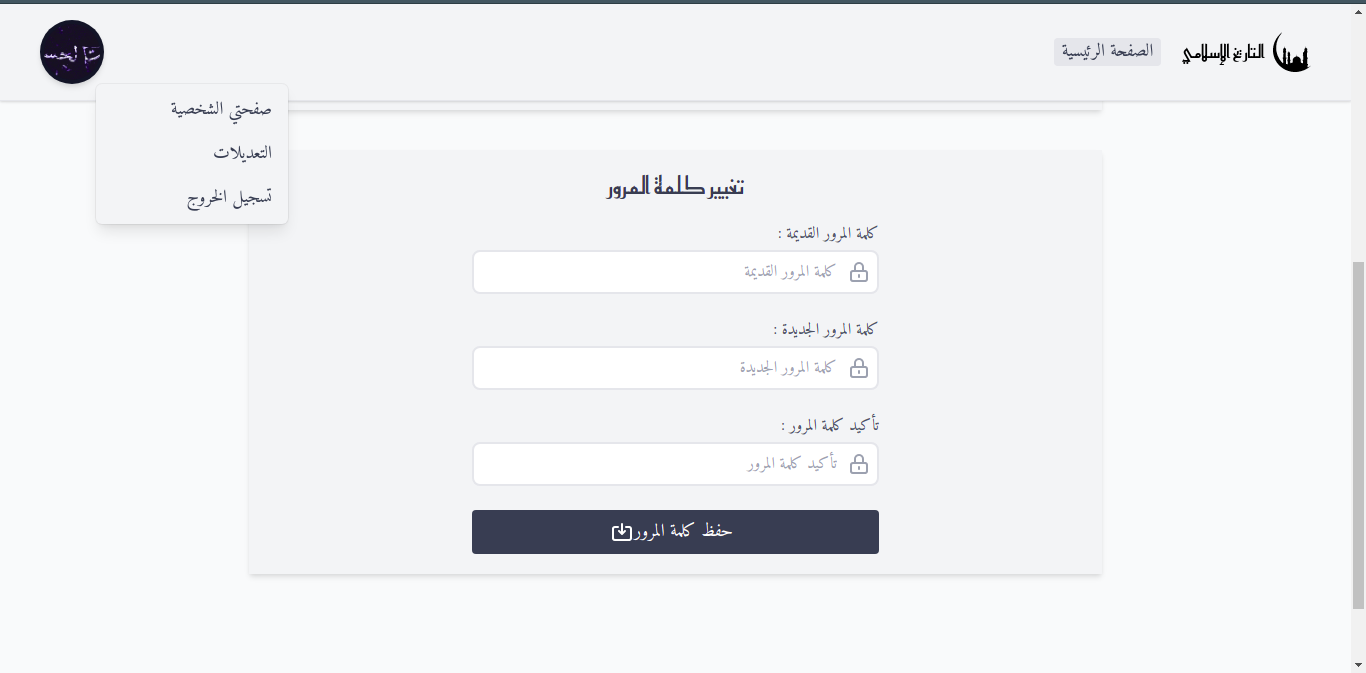 التاريخ الإسلامي
الصفحة الرئيسية
صفحتي الشخصية
التعديلات
تسجيل الخروج
تغيير كلمة المرور
كلمة المرور القديمة :
كلمة المرور القديمة
كلمة المرور الجديدة :
كلمة المرور الجديدة
تأكيد كلمة المرور :
تأكيد كلمة المرور
حفظ كلمة المرور